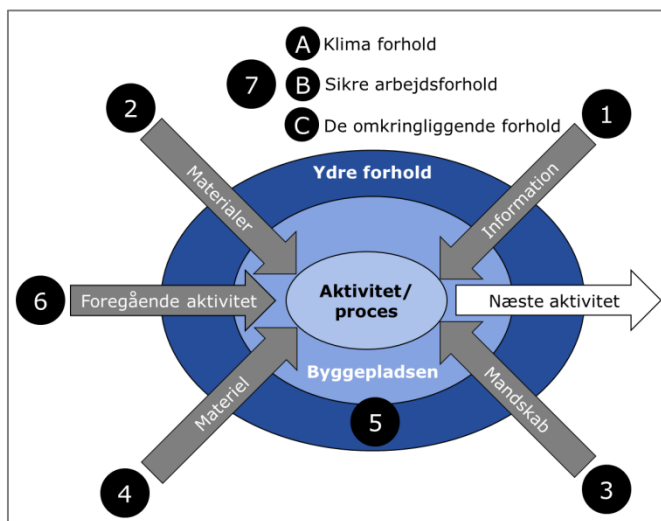 A Klima forhold
7
B Sikre arbejdsforhold
C De omkringliggende forhold
2
1
Ydre forhold
Materialer
Information
6
Foregående aktivitet
Aktivitet/
proces
Næste aktivitet
Byggepladsen
Materiel
Mandskab
5
4
3